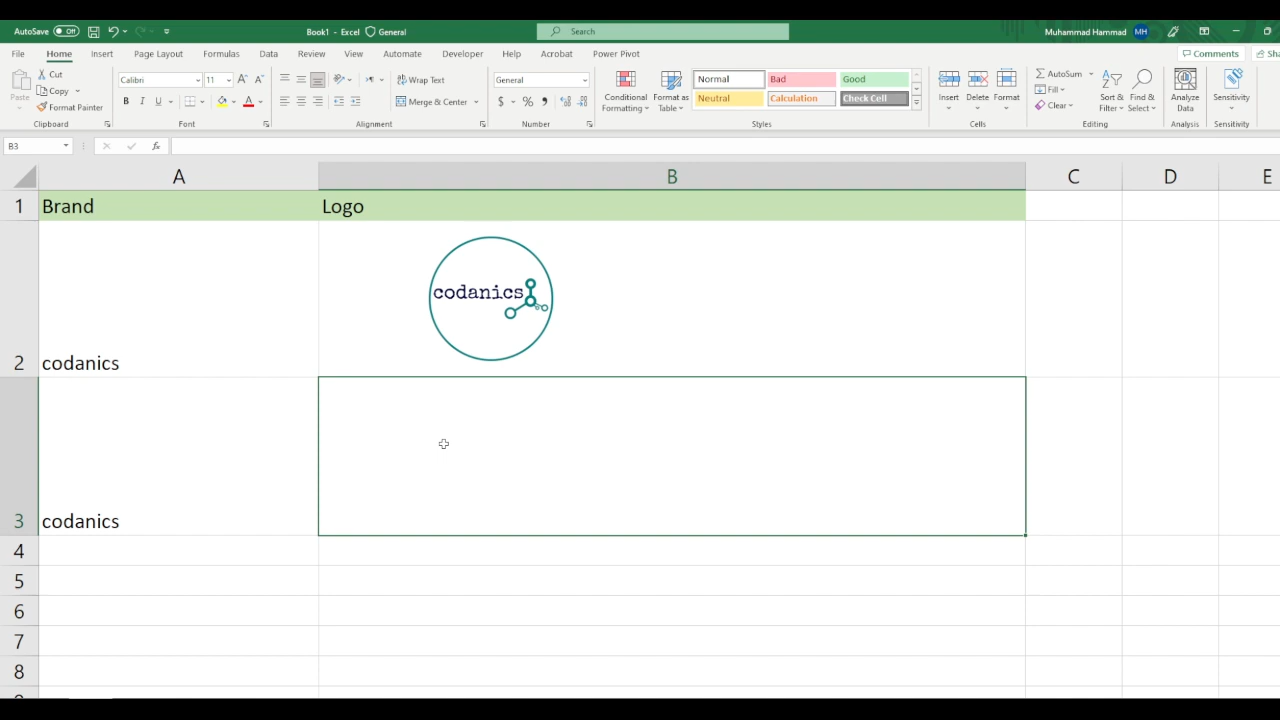 AutoSave Off Book1 - Excel General Search Muhammad Hammad MH
File Home Insert Page Layout Formulas Data Review View Automate Developer Help Acrobat Power Pivot Comments Sha
Paste Cut Copy Format Painter Clipboard
Calibri 11 A A B I U A Font
Wrap Text Merge & Center Alignment
General $ % , Number
Conditional Formatting Format as Table
Normal Bad Good
Neutral Calculation Check Cell
Styles
Insert Delete Format Cells
AutoSum Fill Clear Sort & Filter Find & Select Editing
Analyze Data Analysis
Sensitivity Sensitivity
B3 fx
A B C D E
1 Brand Logo
codanics
2 codanics
3 codanics
4
5
6
7
8